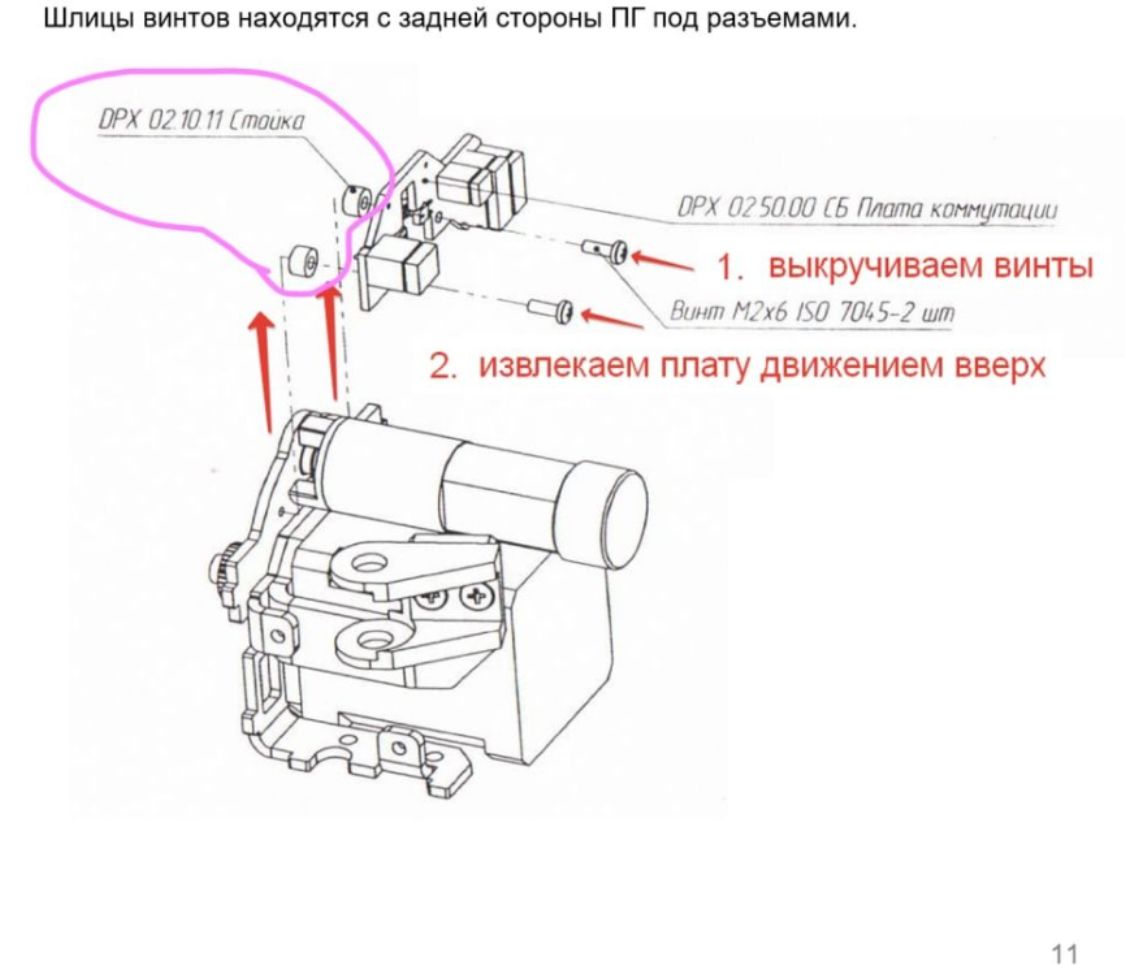 Шлицы винтов находятся с задней стороны ПГ под разъемами.
DPX 02.10.11 Стойка
DPX 02.50.00 СБ Плата коммутации
1. выкручиваем винты
Винт М2х6 ISO 7045-2 шт
2. извлекаем плату движением вверх
11